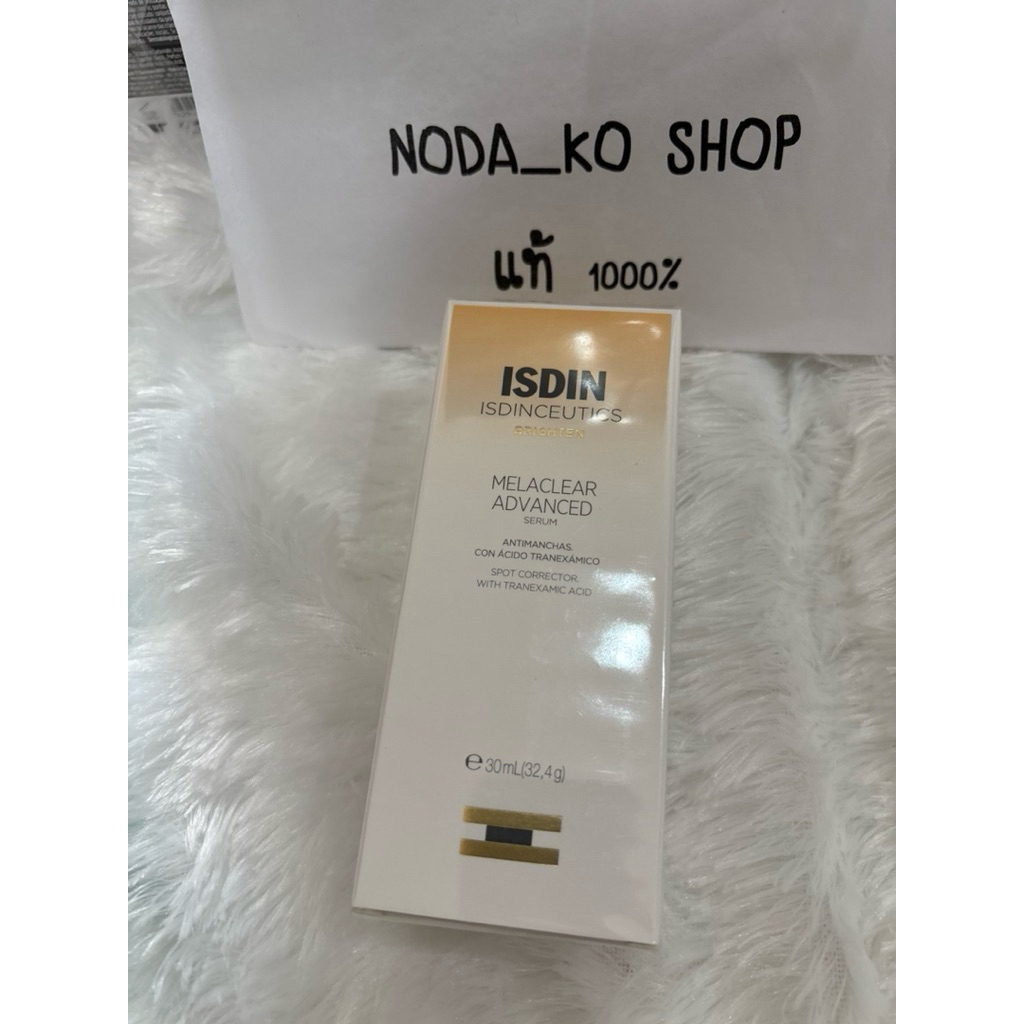 NODA_KO SHOP
แท้ 1000%
ISDIN
ISDINCEUTICS
BRIGHTEN
MELACLEAR
ADVANCED
SERUM
ANTIMANCHAS.
CON ÁCIDO TRANEXÁMICO
SPOT CORRECTOR.
WITH TRANEXAMIC ACID
℮ 30mL(32,4g)